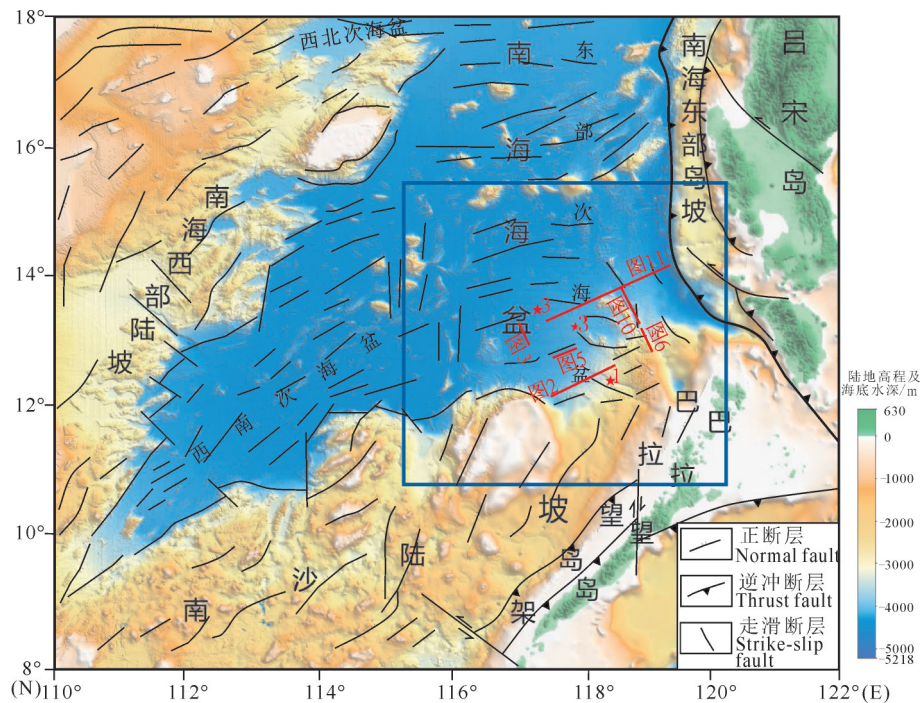 18°
16°
14°
12°
10°
8°
(N)
110°
112°
114°
116°
118°
120°
122°(E)
西北次海盆
南海海盆
东部次海盆
南海东部岛坡
吕宋岛
南海西部陆坡
西南次海盆
南沙陆坡
巴拉望岛架
巴拉望岛
图11
图10
图6
图5
图2
3
1
正断层
Normal fault
逆冲断层
Thrust fault
走滑断层
Strike-slip
fault
陆地高程及
海底水深/m
630
0
-1000
-2000
-3000
-4000
-5000
-5218